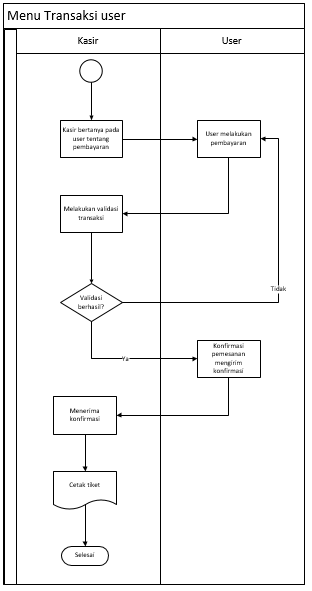 Menu Transaksi user
Kasir
User
Kasir bertanya pada
user tentang
pembayaran
User melakukan
pembayaran
Melakukan validasi
transaksi
Validasi
berhasil?
Tidak
Ya
Konfirmasi
pemesanan
mengirim
konfirmasi
Menerima
konfirmasi
Cetak tiket
Selesai